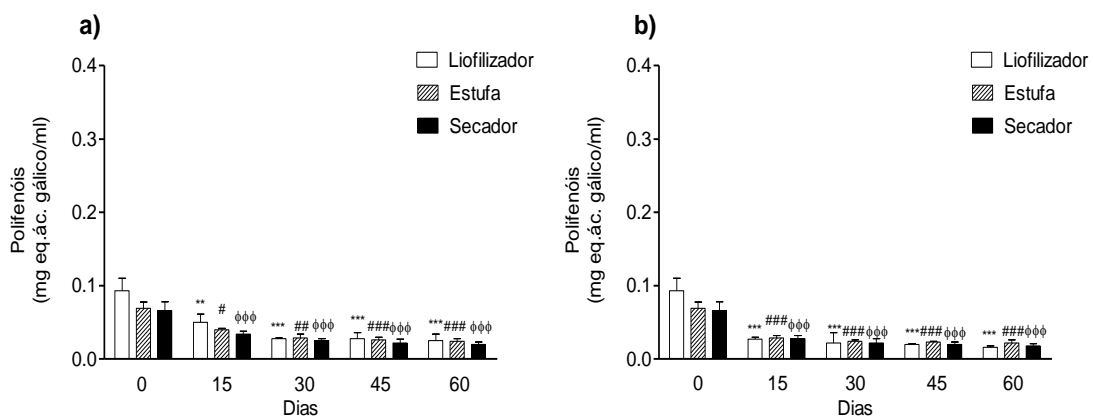 a)
Liofilizador
Estufa
Secador
Polifenóis
(mg eq.ác. gálico/ml)
0.4
0.3
0.2
0.1
0.0
** # ϕϕϕ
*** ## ϕϕϕ
*** ### ϕϕϕ
*** ### ϕϕϕ
0 15 30 45 60
Dias
b)
Liofilizador
Estufa
Secador
Polifenóis
(mg eq.ác. gálico/ml)
0.4
0.3
0.2
0.1
0.0
*** ### ϕϕϕ
*** ### ϕϕϕ
*** ### ϕϕϕ
*** ### ϕϕϕ
0 15 30 45 60
Dias